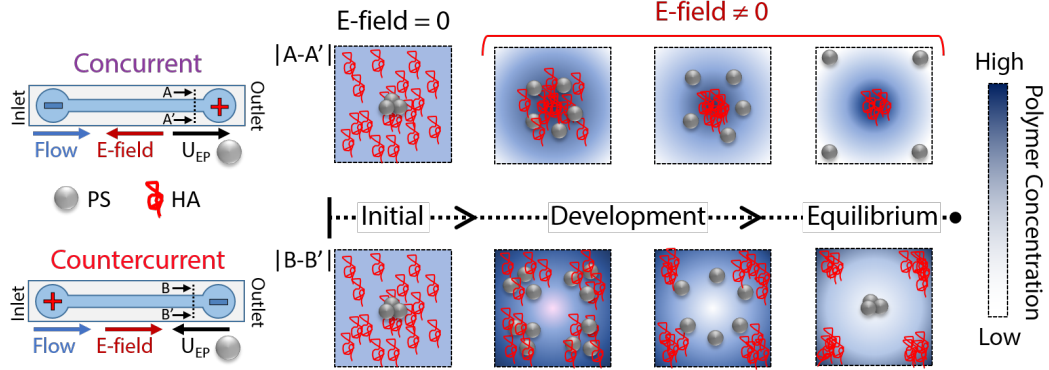 E-field = 0
E-field ≠ 0
Concurrent
|A-A'|
Inlet
−
A
A'
+
Outlet
Flow
E-field
U_EP
PS
HA
Initial
Development
Equilibrium
Countercurrent
|B-B'|
Inlet
+
B
B'
−
Outlet
Flow
E-field
U_EP
High
Polymer Concentration
Low